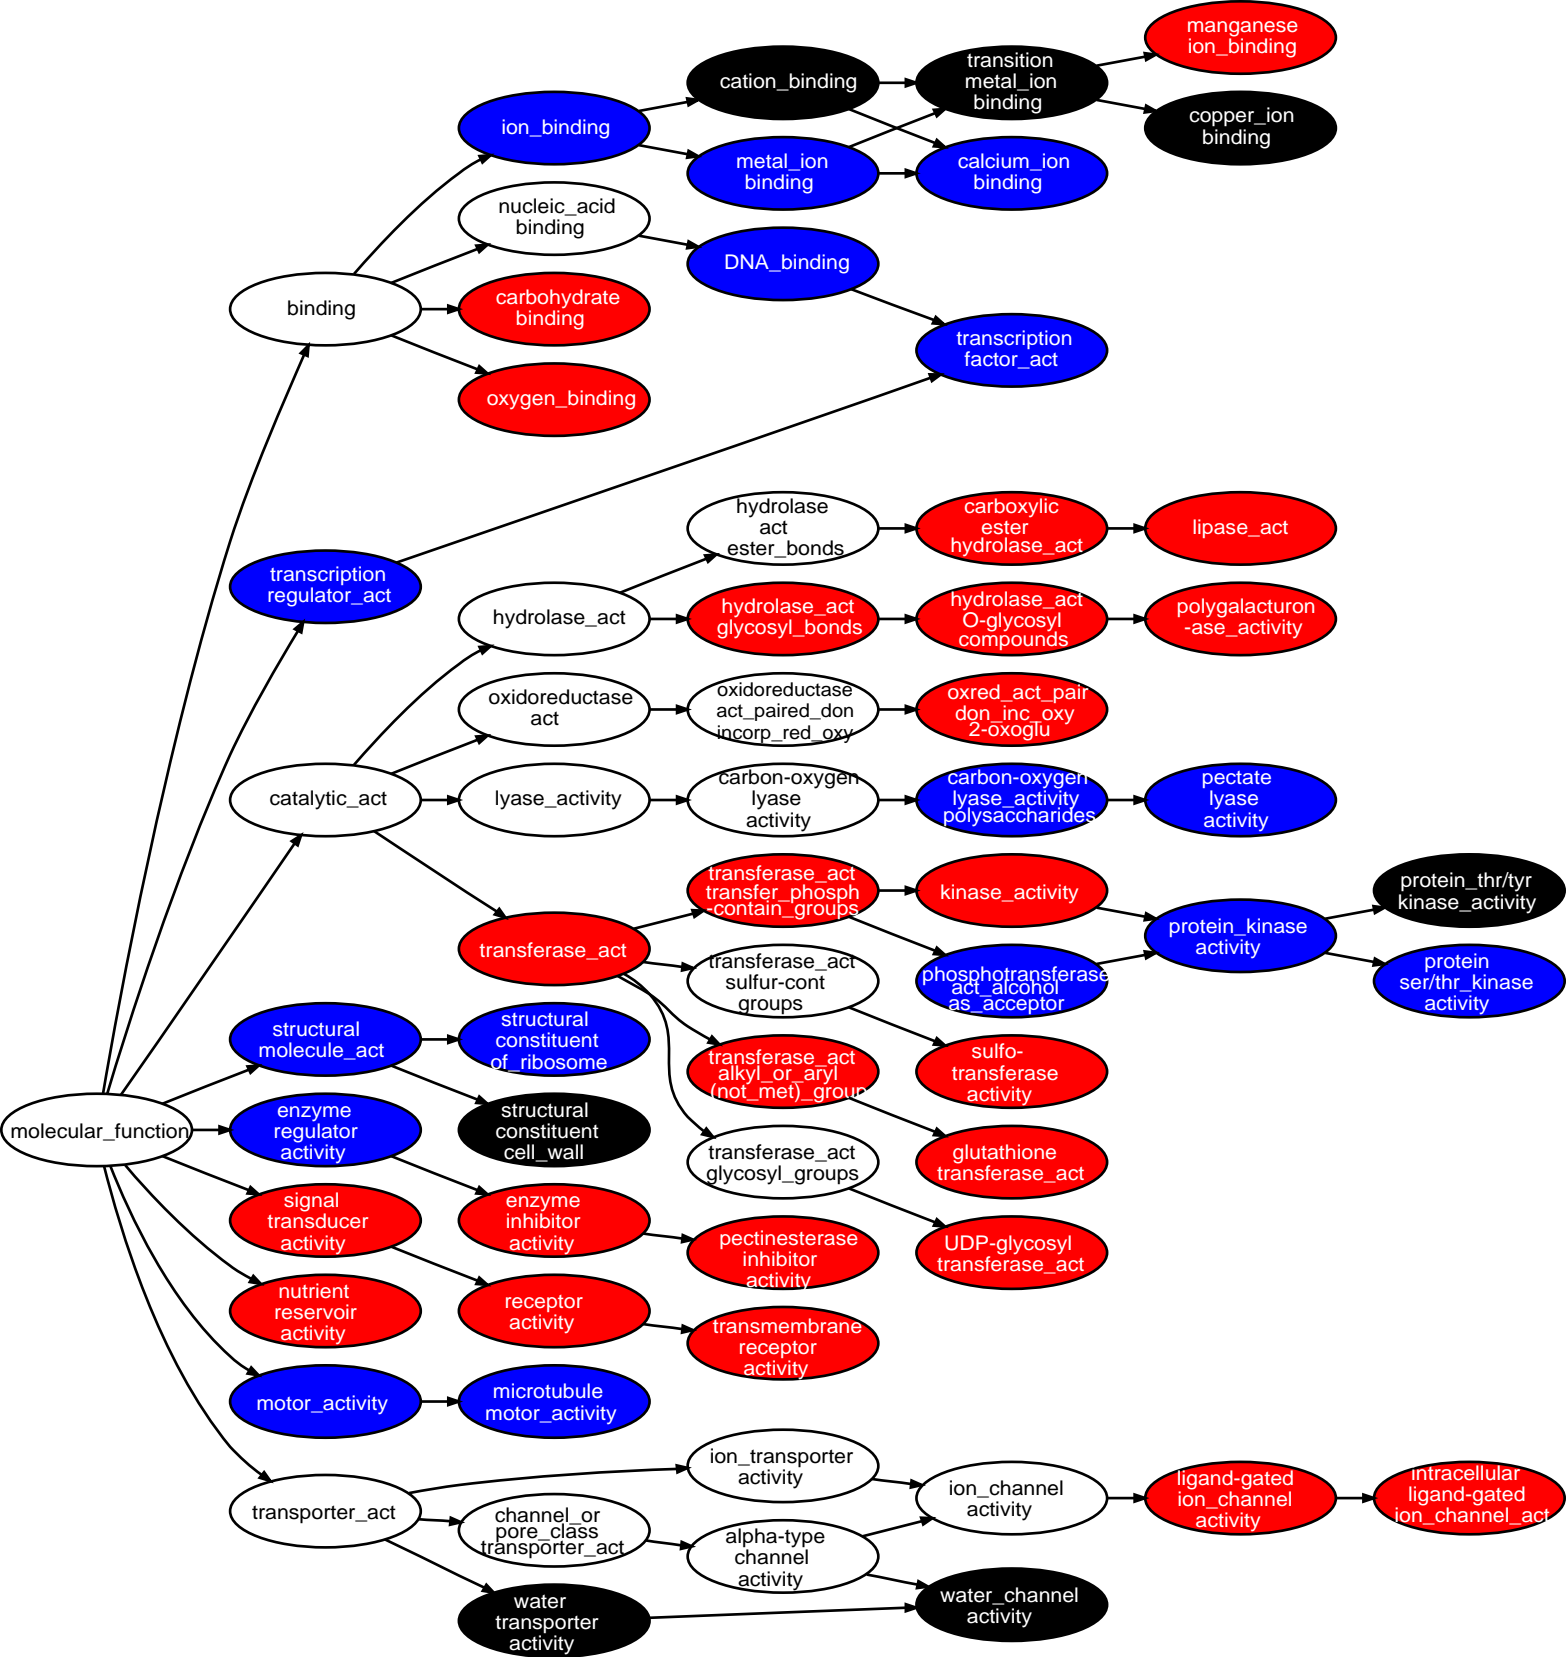 manganese
ion_binding
cation_binding
transition
metal_ion
binding
copper_ion
binding
ion_binding
metal_ion
binding
calcium_ion
binding
nucleic_acid
binding
DNA_binding
binding
carbohydrate
binding
transcription
factor_act
oxygen_binding
hydrolase
act
ester_bonds
carboxylic
ester
hydrolase_act
lipase_act
transcription
regulator_act
hydrolase_act
hydrolase_act
glycosyl_bonds
hydrolase_act
O-glycosyl
compounds
polygalacturon
-ase_activity
oxidoreductase
act
oxidoreductase
act_paired_don
incorp_red_oxy
oxred_act_pair
don_inc_oxy
2-oxoglu
catalytic_act
lyase_activity
carbon-oxygen
lyase
activity
carbon-oxygen
lyase_activity
polysaccharides
pectate
lyase
activity
transferase_act
transfer_phosph
-contain_groups
kinase_activity
protein_thr/tyr
kinase_activity
transferase_act
protein_kinase
activity
transferase_act
sulfur-cont
groups
phosphotransferase
act_alcohol
as_acceptor
protein
ser/thr_kinase
activity
structural
molecule_act
structural
constituent
of_ribosome
transferase_act
alkyl_or_aryl
(not_met)_group
sulfo-
transferase
activity
molecular_function
enzyme
regulator
activity
structural
constituent
cell_wall
transferase_act
glycosyl_groups
glutathione
transferase_act
signal
transducer
activity
enzyme
inhibitor
activity
pectinesterase
inhibitor
activity
UDP-glycosyl
transferase_act
nutrient
reservoir
activity
receptor
activity
transmembrane
receptor
activity
motor_activity
microtubule
motor_activity
ion_transporter
activity
transporter_act
channel_or
pore_class
transporter_act
ion_channel
activity
ligand-gated
ion_channel
activity
intracellular
ligand-gated
ion_channel_act
alpha-type
channel
activity
water
transporter
activity
water_channel
activity